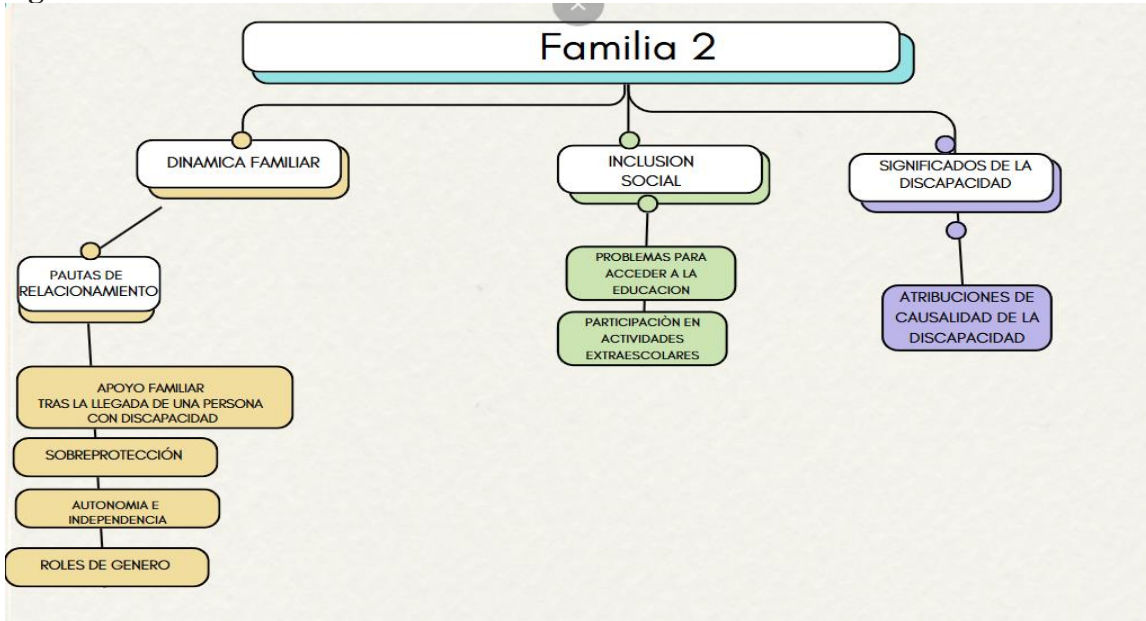 Familia 2
DINAMICA FAMILIAR
INCLUSION
SOCIAL
SIGNIFICADOS DE LA
DISCAPACIDAD
PAUTAS DE
RELACIONAMIENTO
PROBLEMAS PARA
ACCEDER A LA
EDUCACION
PARTICIPACIÒN EN
ACTIVIDADES
EXTRAESCOLARES
ATRIBUCIONES DE
CAUSALIDAD DE LA
DISCAPACIDAD
APOYO FAMILIAR
TRAS LA LLEGADA DE UNA PERSONA
CON DISCAPACIDAD
SOBREPROTECCIÓN
AUTONOMIA E
INDEPENDENCIA
ROLES DE GENERO